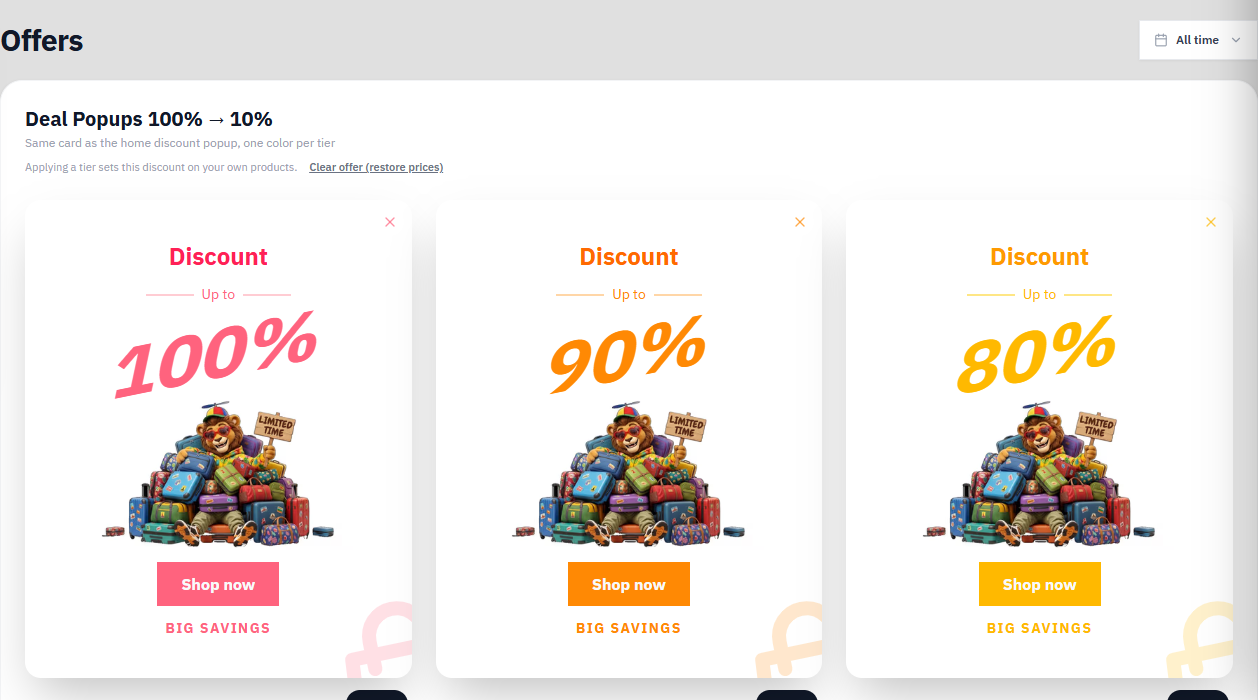 Offers
All time
Deal Popups 100% → 10%
Same card as the home discount popup, one color per tier
Applying a tier sets this discount on your own products. Clear offer (restore prices)
Discount
Up to
100%
LIMITED
TIME
Shop now
BIG SAVINGS
Discount
Up to
90%
LIMITED
TIME
Shop now
BIG SAVINGS
Discount
Up to
80%
LIMITED
TIME
Shop now
BIG SAVINGS